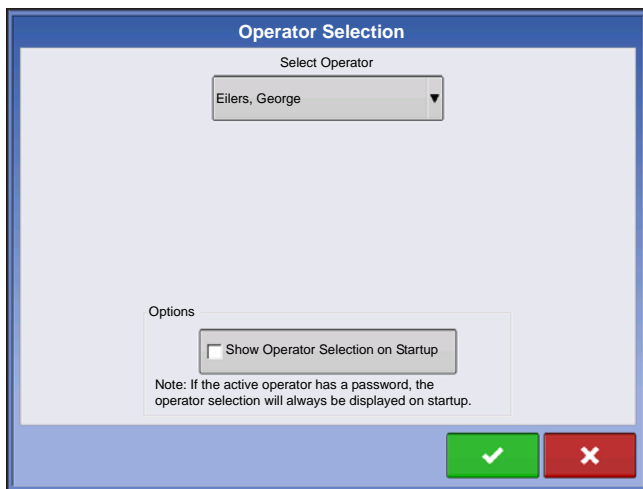 Operator Selection
Select Operator
Eilers, George
Options
Show Operator Selection on Startup
Note: If the active operator has a password, the
operator selection will always be displayed on startup.